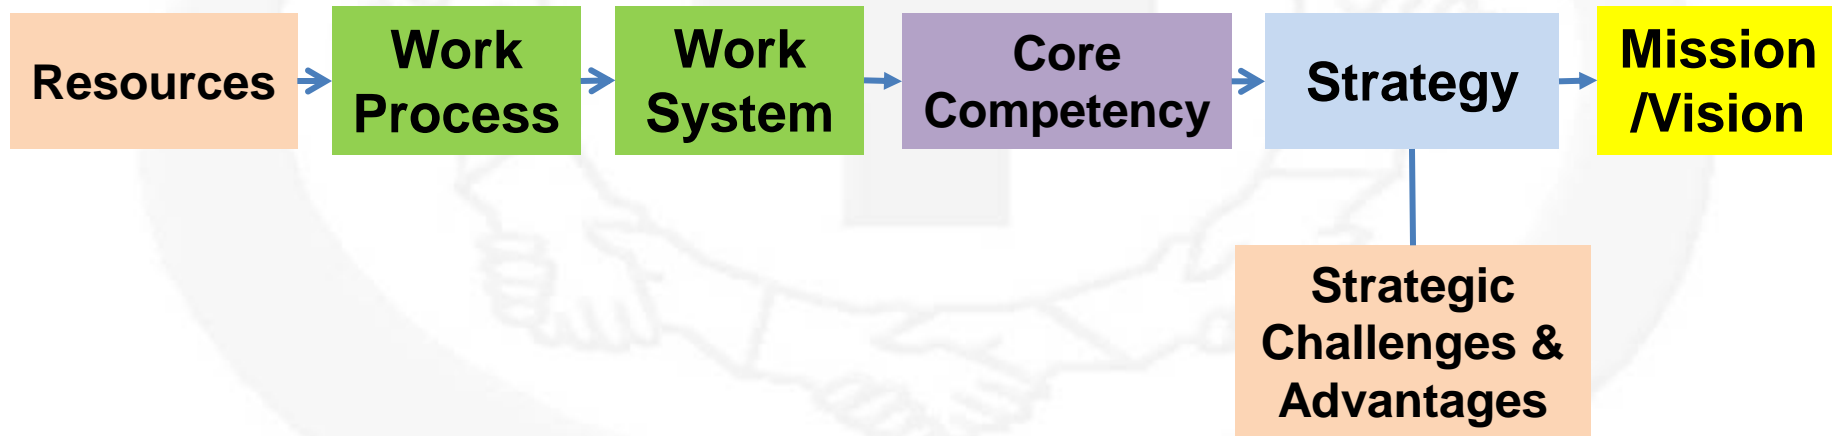 Resources
Work
Process
Work
System
Core
Competency
Strategy
Mission
/Vision
Strategic
Challenges &
Advantages